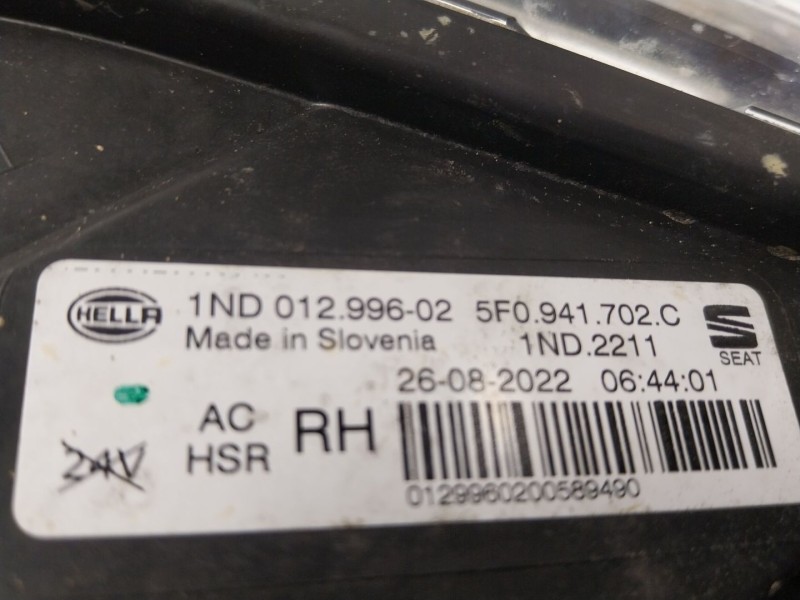 HELLA 1ND 012.996-02 5F0.941.702.C
Made in Slovenia 1ND.2211
SEAT
26-08-2022 06:44:01
AC RH
24V HSR
0129960200589490